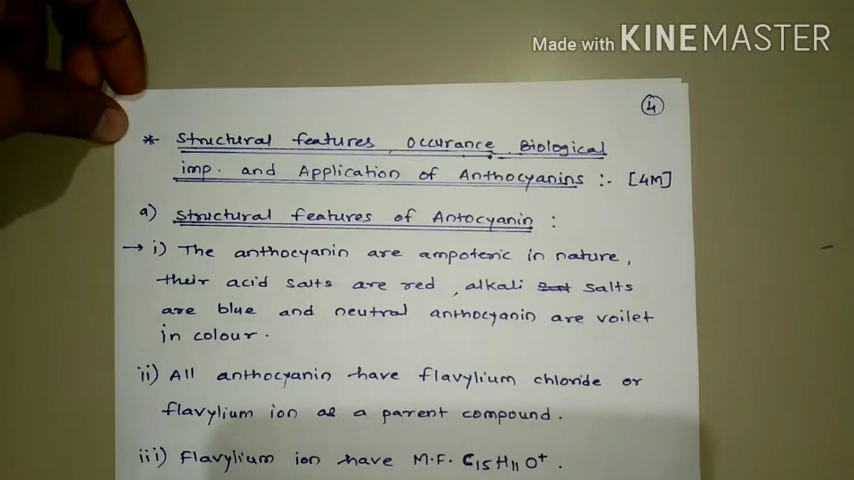 Made with KINEMASTER
4
* Structural features, Occurance, Biological
imp. and Application of Anthocyanins :- [4M]
a) Structural features of Antocyanin :
→ i) The anthocyanin are ampoteric in nature,
their acid salts are red, alkali salts
are blue and neutral anthocyanin are voilet
in colour.
ii) All anthocyanin have flavylium chloride or
flavylium ion as a parent compound.
iii) Flavylium ion have M.F. C15H11O+.